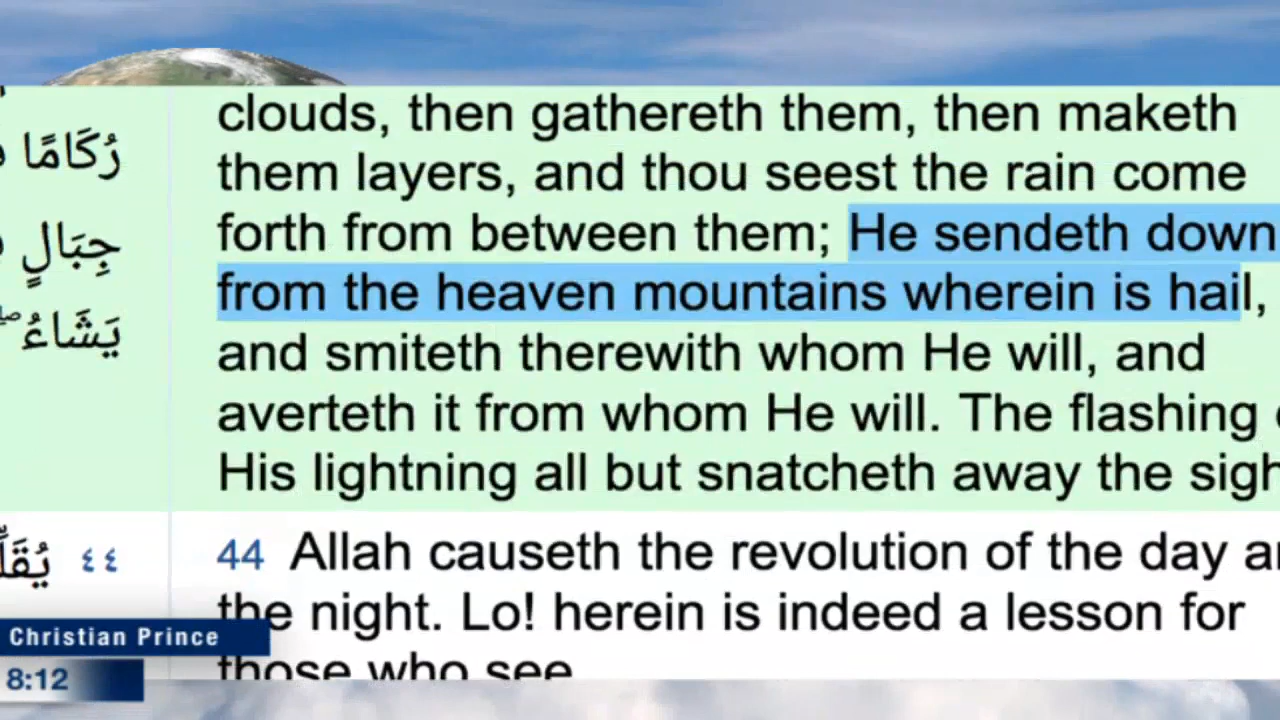 clouds, then gathereth them, then maketh
them layers, and thou seest the rain come
forth from between them; He sendeth down
from the heaven mountains wherein is hail,
and smiteth therewith whom He will, and
averteth it from whom He will. The flashing
His lightning all but snatcheth away the
44 Allah causeth the revolution of the day
the night. Lo! herein is indeed a lesson for
those who see
رُكَامًا
جِبَالٍ
يَشَاءُ ۖ
٤٤
Christian Prince
8:12